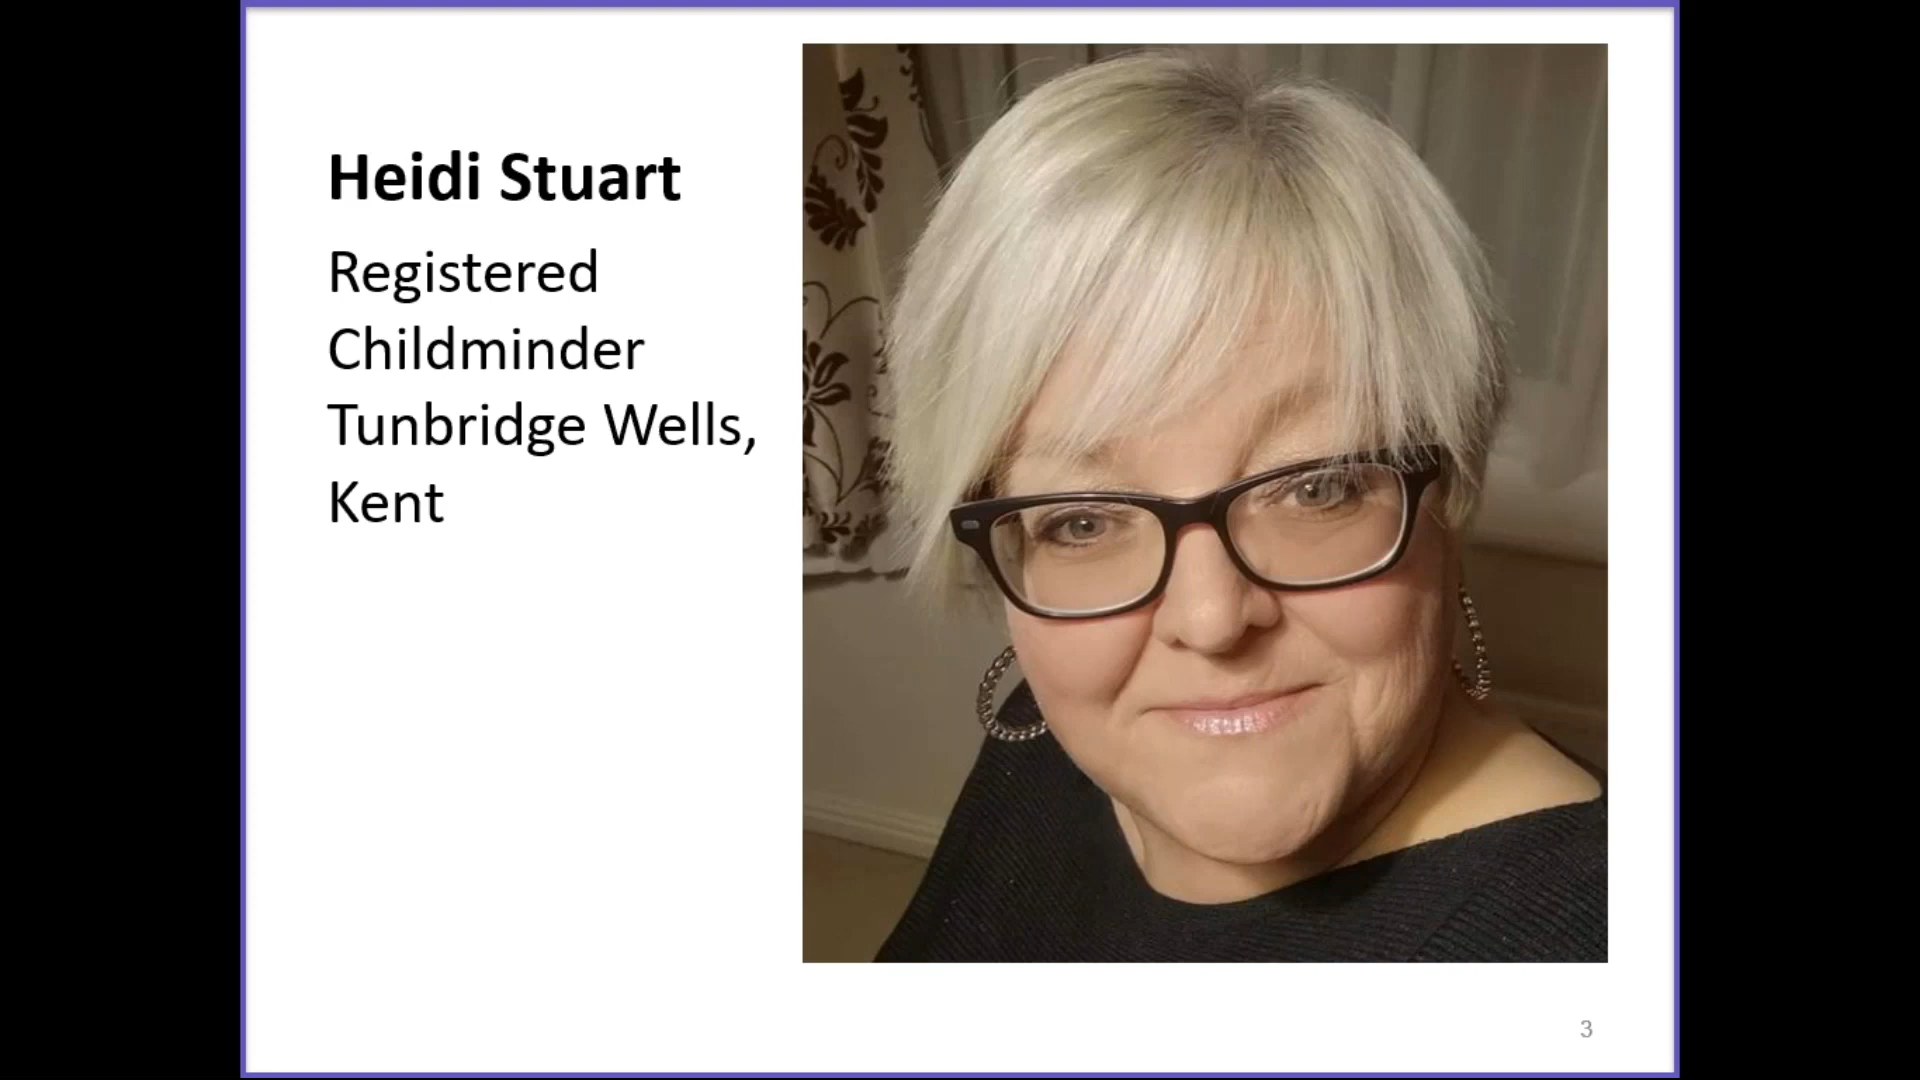 Heidi Stuart
Registered
Childminder
Tunbridge Wells,
Kent
3